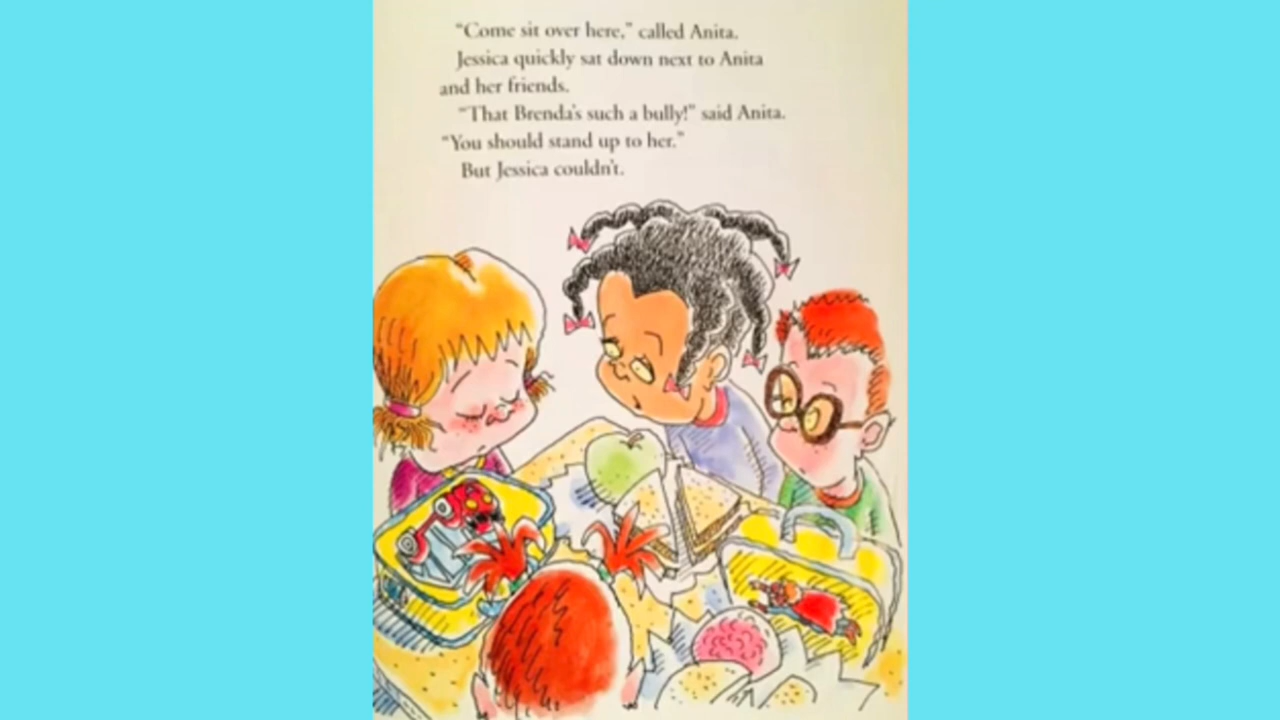 “Come sit over here,” called Anita.
Jessica quickly sat down next to Anita
and her friends.
“That Brenda’s such a bully!” said Anita.
“You should stand up to her.”
But Jessica couldn’t.